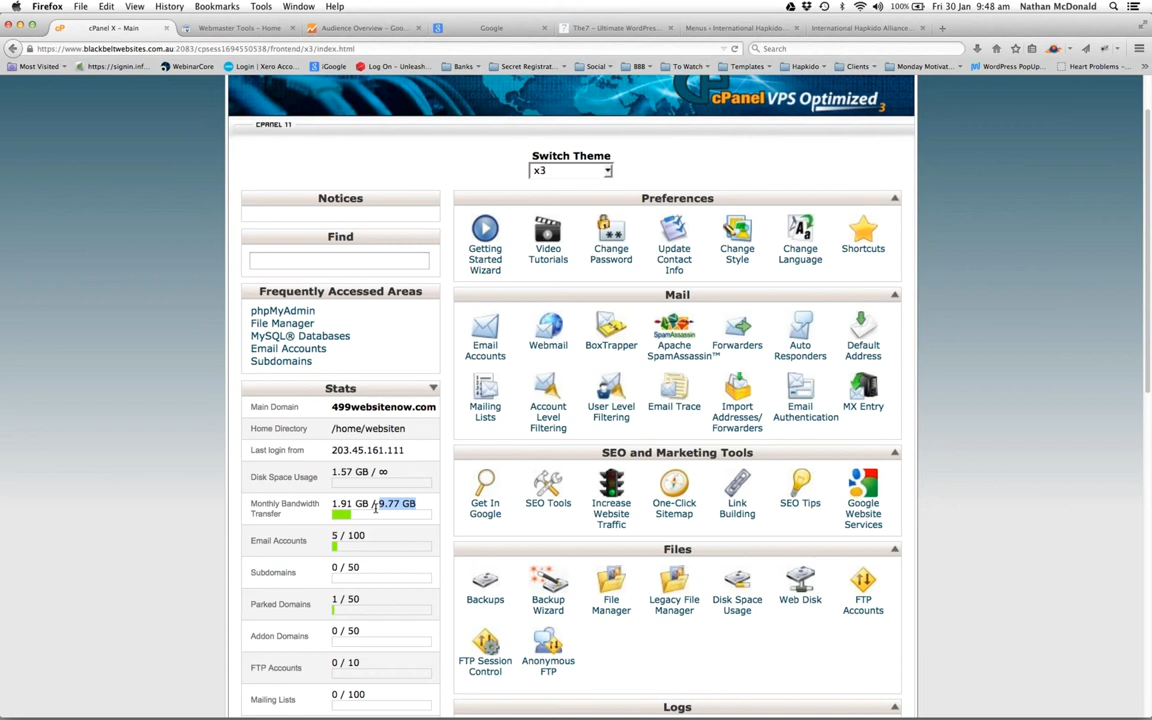 Firefox File Edit View History Bookmarks Tools Window Help
100% Fri 30 Jan 9:48 am Nathan McDonald
cPanel X - Main
Webmaster Tools - Home
Audience Overview - Goo...
Google
The7 — Ultimate WordPres...
Menus ‹ International Hapkido ...
International Hapkido Alliance...
https://www.blackbeltwebsites.com.au:2083/cpsess1694550538/frontend/x3/index.html
Search
Most Visited
https://signin.inf...
WebinarCore
Login | Xero Acco...
iGoogle
Log On – Unleash...
Banks
Secret Registrat...
Social
BBB
To Watch
Templates
Hapkido
Clients
Monday Motivat...
WordPress PopUp...
Heart Problems -...
cPanel VPS Optimized 3
CPANEL 11
Switch Theme
x3
Notices
Find
Frequently Accessed Areas
phpMyAdmin
File Manager
MySQL® Databases
Email Accounts
Subdomains
Stats
Main Domain 499websitenow.com
Home Directory /home/websiten
Last login from 203.45.161.111
Disk Space Usage 1.57 GB / ∞
Monthly Bandwidth Transfer 1.91 GB / 9.77 GB
Email Accounts 5 / 100
Subdomains 0 / 50
Parked Domains 1 / 50
Addon Domains 0 / 50
FTP Accounts 0 / 10
Mailing Lists 0 / 100
Preferences
Getting Started Wizard
Video Tutorials
Change Password
Update Contact Info
Change Style
Change Language
Shortcuts
Mail
Email Accounts
Webmail
BoxTrapper
Apache SpamAssassin™
Forwarders
Auto Responders
Default Address
Mailing Lists
Account Level Filtering
User Level Filtering
Email Trace
Import Addresses/ Forwarders
Email Authentication
MX Entry
SEO and Marketing Tools
Get In Google
SEO Tools
Increase Website Traffic
One-Click Sitemap
Link Building
SEO Tips
Google Website Services
Files
Backups
Backup Wizard
File Manager
Legacy File Manager
Disk Space Usage
Web Disk
FTP Accounts
FTP Session Control
Anonymous FTP
Logs